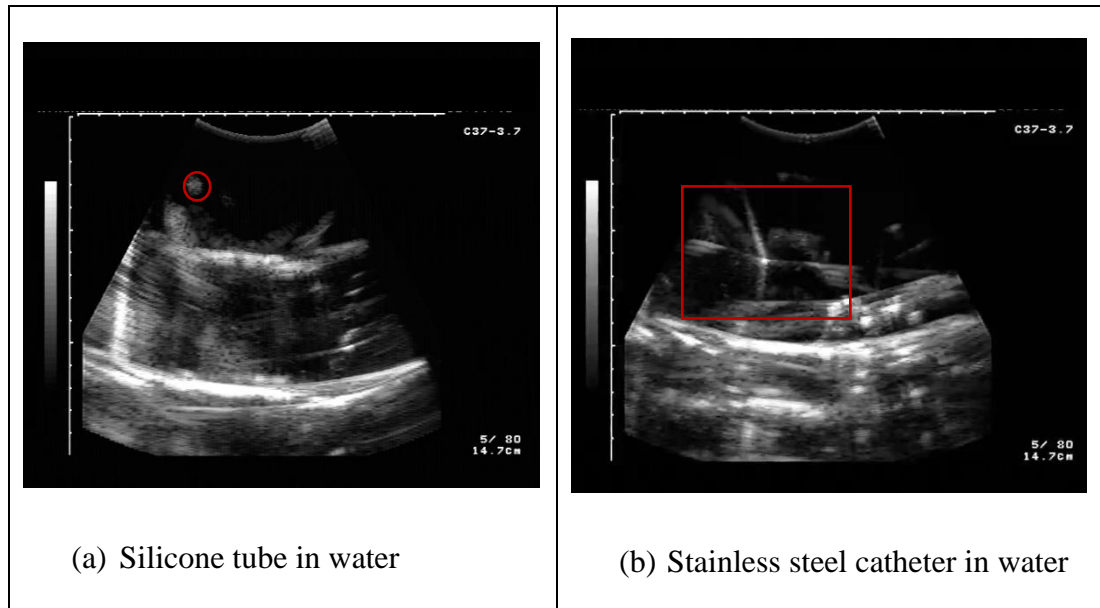 C37-3.7
5/ 80
14.7CM
(a) Silicone tube in water
C37-3.7
5/ 80
14.7CM
(b) Stainless steel catheter in water